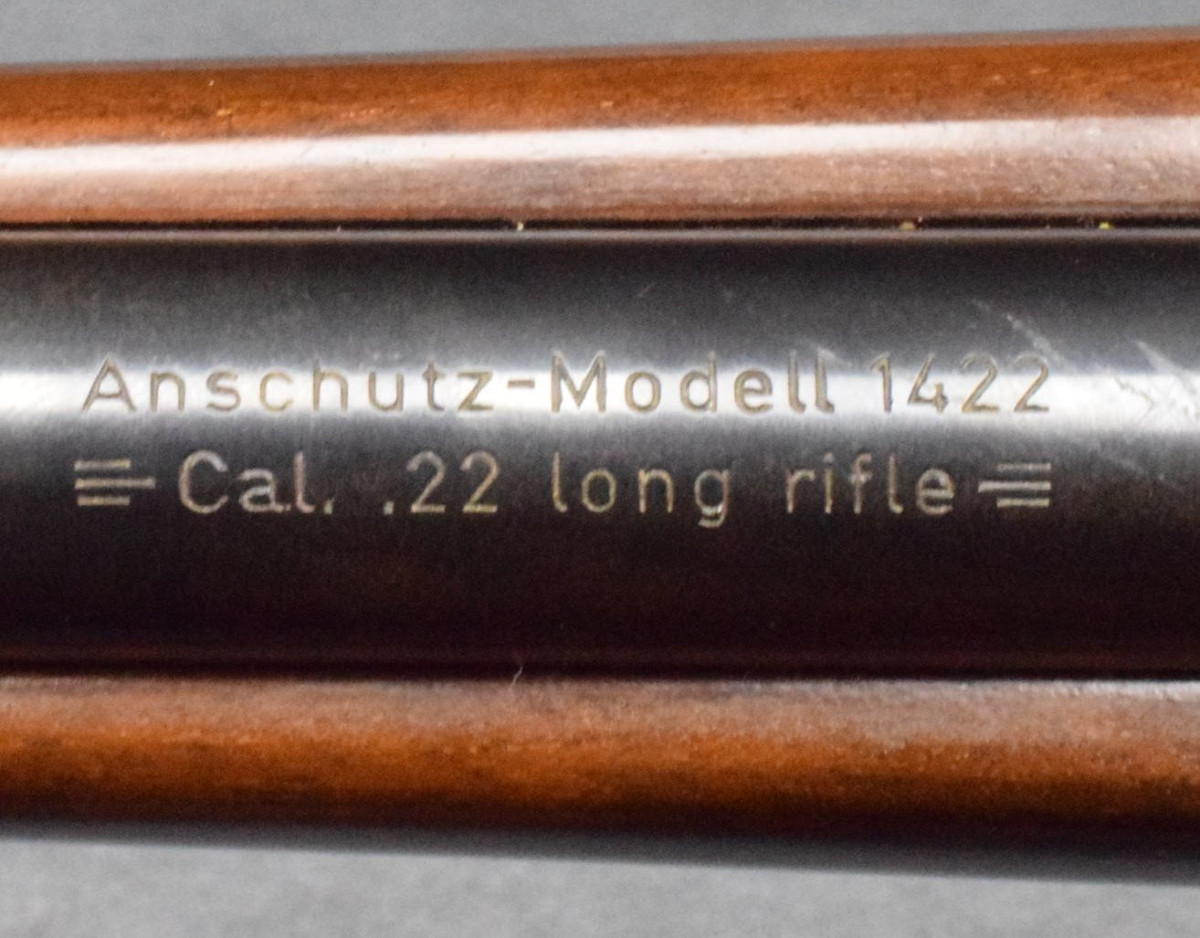 Anschutz-Modell 1422
Cal. .22 long rifle